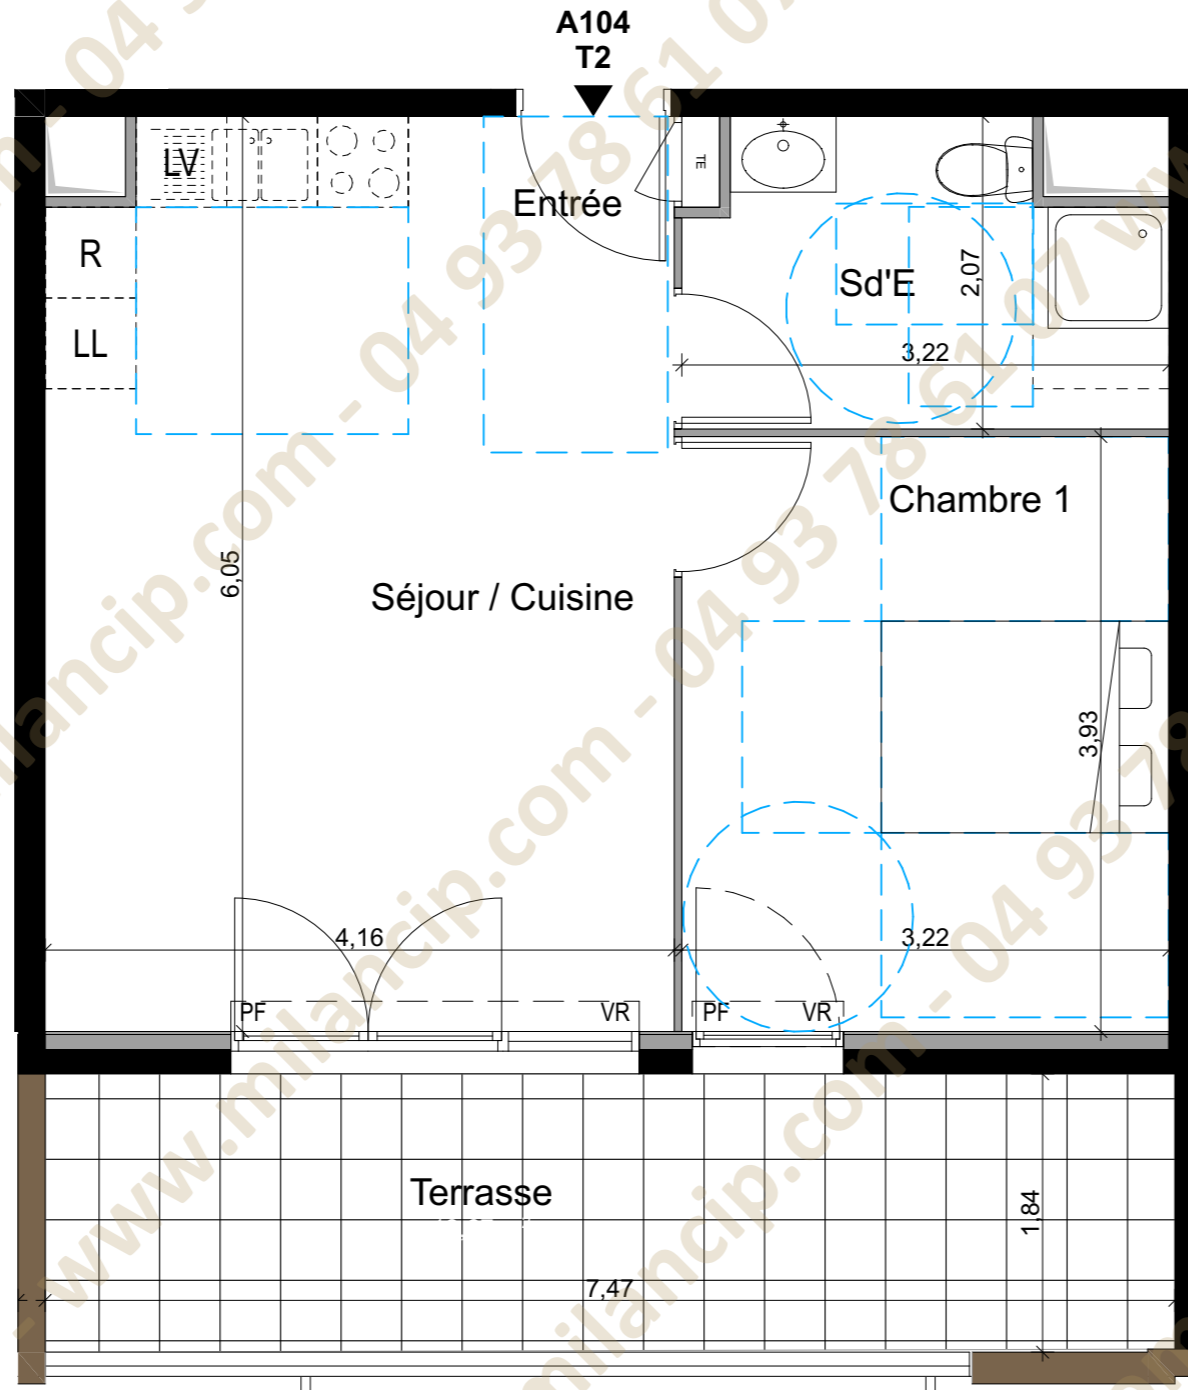 A104
T2
LV
Entrée
TE
R
LL
Sd'E
2,07
3,22
Chambre 1
6,05
Séjour / Cuisine
3,93
4,16
3,22
PF
VR
PF
VR
Terrasse
1,84
7,47
www.milancip.com - 04 93 78 61 07